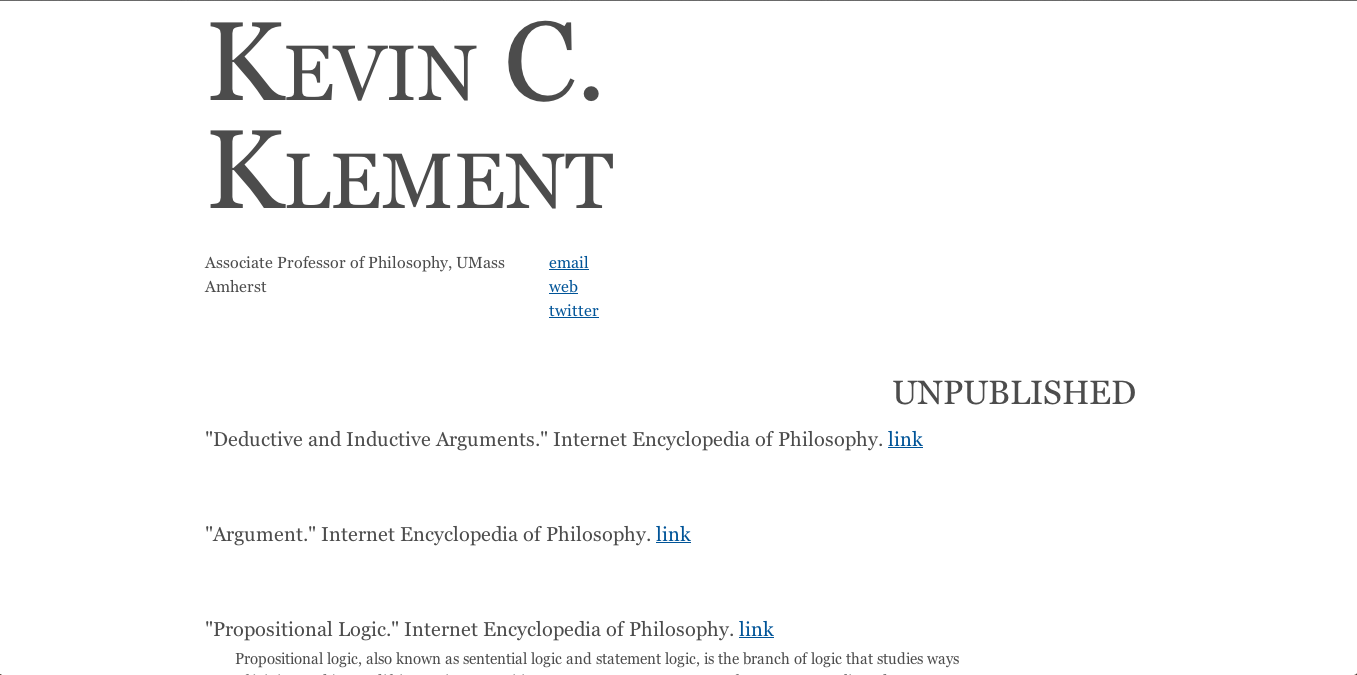 Kevin C.
Klement
Associate Professor of Philosophy, UMass
Amherst
email
web
twitter
UNPUBLISHED
"Deductive and Inductive Arguments." Internet Encyclopedia of Philosophy. link
"Argument." Internet Encyclopedia of Philosophy. link
"Propositional Logic." Internet Encyclopedia of Philosophy. link
Propositional logic, also known as sentential logic and statement logic, is the branch of logic that studies ways